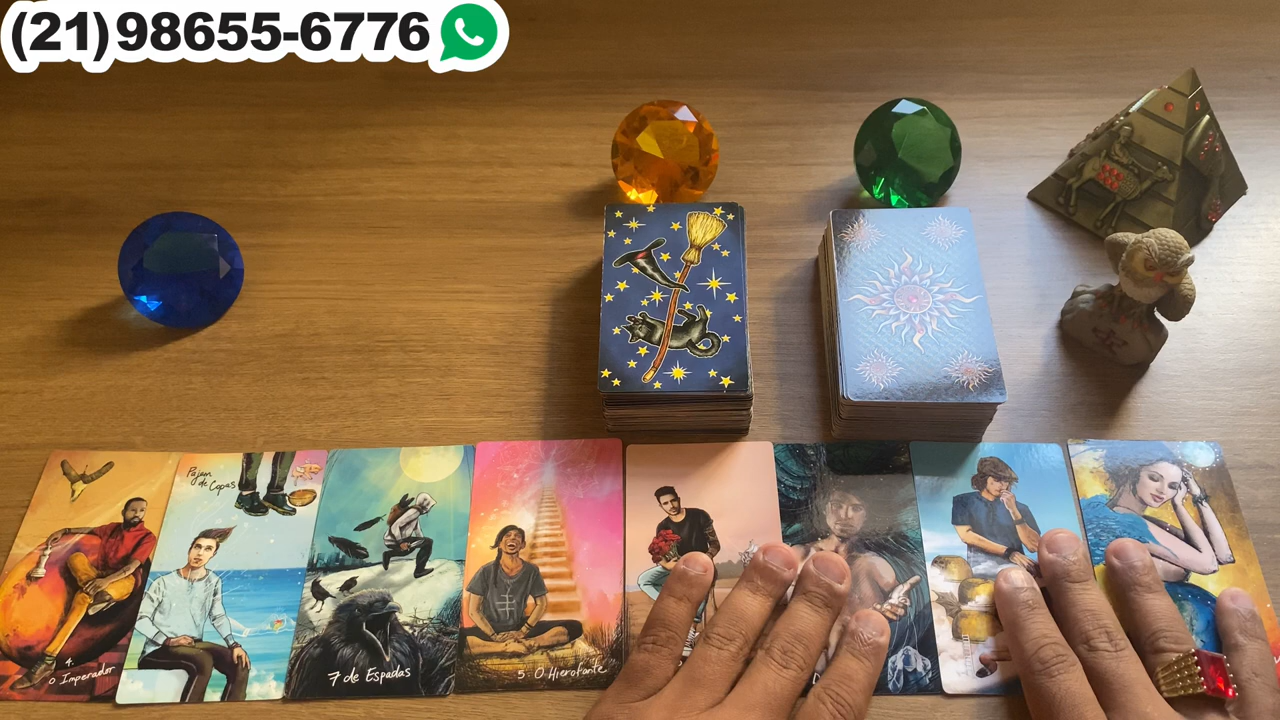 (21)98655-6776
Pajem
de Copas
4.
O Imperador
7 de Espadas
5. O Hierofante